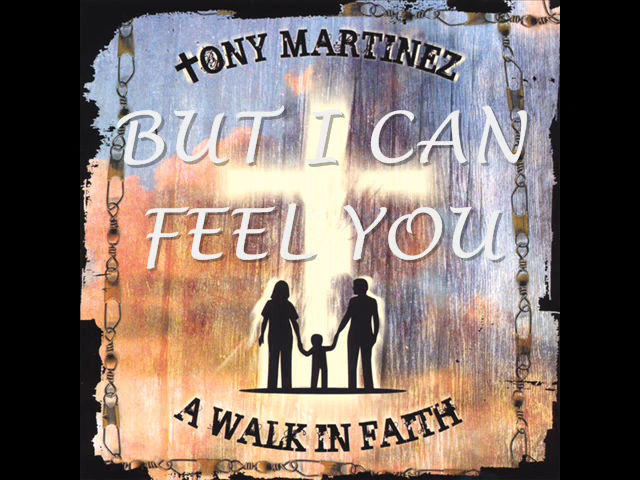 TONY MARTINEZ
BUT I CAN
FEEL YOU
A WALK IN FAITH